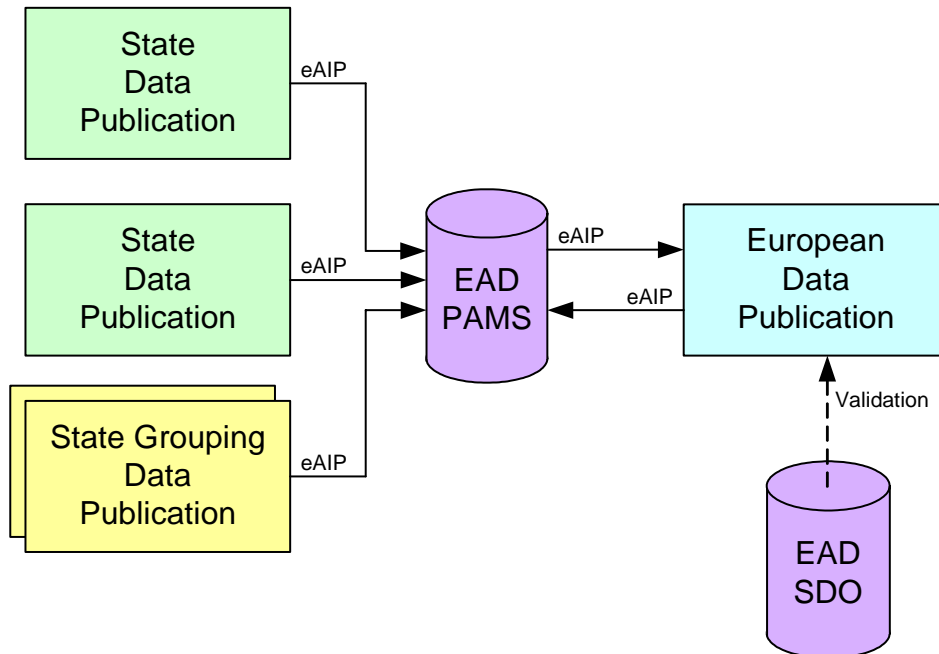 State
Data
Publication
eAIP
State
Data
Publication
eAIP
State Grouping
Data
Publication
eAIP
EAD
PAMS
eAIP
eAIP
European
Data
Publication
Validation
EAD
SDO